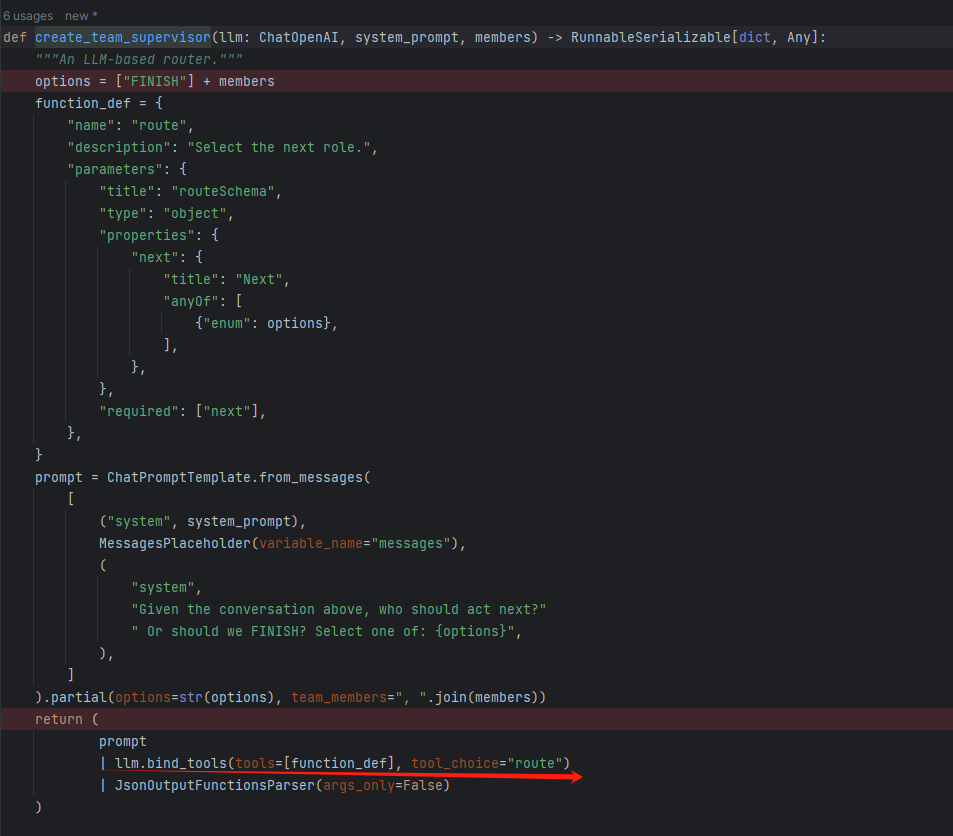 6 usages   new *
def create_team_supervisor(llm: ChatOpenAI, system_prompt, members) -> RunnableSerializable[dict, Any]:
    """An LLM-based router."""
    options = ["FINISH"] + members
    function_def = {
        "name": "route",
        "description": "Select the next role.",
        "parameters": {
            "title": "routeSchema",
            "type": "object",
            "properties": {
                "next": {
                    "title": "Next",
                    "anyOf": [
                        {"enum": options},
                    ],
                },
            },
            "required": ["next"],
        },
    }
    prompt = ChatPromptTemplate.from_messages(
        [
            ("system", system_prompt),
            MessagesPlaceholder(variable_name="messages"),
            (
                "system",
                "Given the conversation above, who should act next?"
                " Or should we FINISH? Select one of: {options}",
            ),
        ]
    ).partial(options=str(options), team_members=", ".join(members))
    return (
            prompt
            | llm.bind_tools(tools=[function_def], tool_choice="route")
            | JsonOutputFunctionsParser(args_only=False)
    )